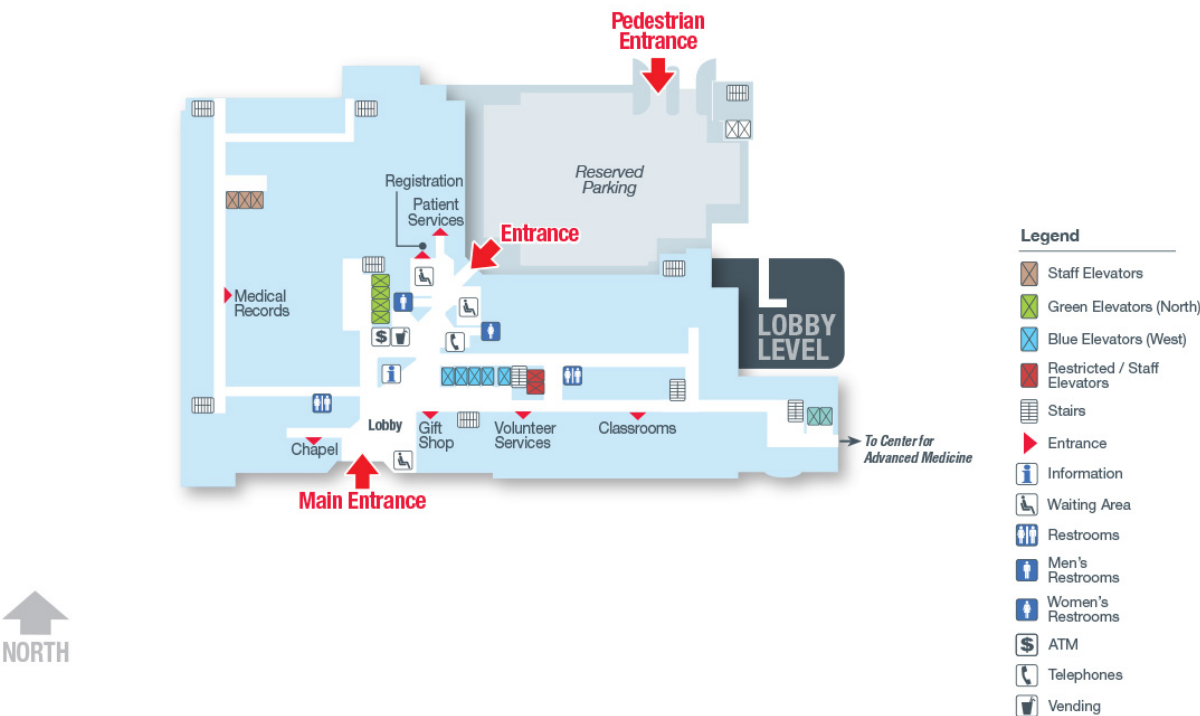 Pedestrian
Entrance
Reserved
Parking
Registration
Patient
Services
Entrance
Medical
Records
$
i
LOBBY
LEVEL
Lobby
Gift
Shop
Volunteer
Services
Classrooms
Chapel
To Center for
Advanced Medicine
Main Entrance
NORTH
Legend
Staff Elevators
Green Elevators (North)
Blue Elevators (West)
Restricted / Staff
Elevators
Stairs
Entrance
i Information
Waiting Area
Restrooms
Men's
Restrooms
Women's
Restrooms
$ ATM
Telephones
Vending